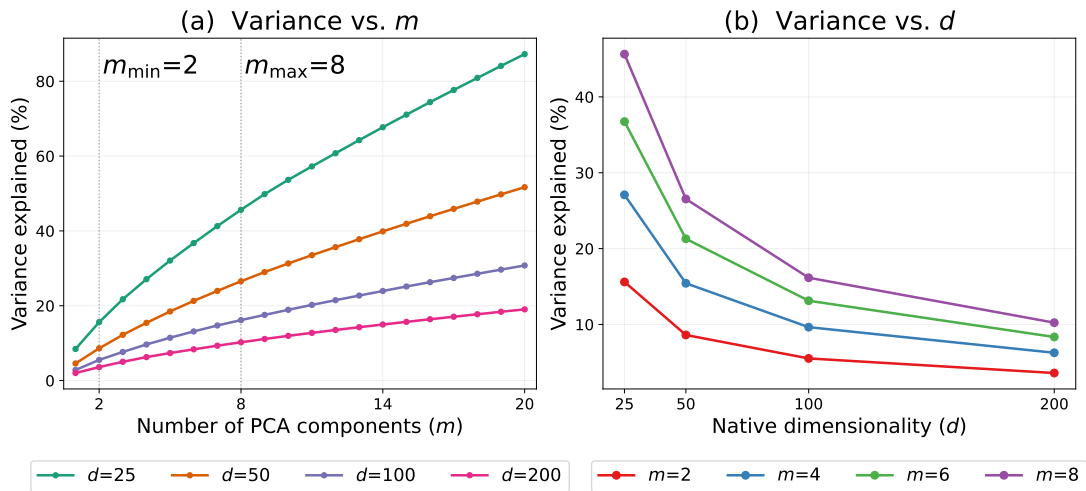 (a)  Variance vs. m
m_min=2
m_max=8
Variance explained (%)
80
60
40
20
0
2
8
14
20
Number of PCA components (m)
d=25
d=50
d=100
d=200
(b)  Variance vs. d
Variance explained (%)
40
30
20
10
25
50
100
200
Native dimensionality (d)
m=2
m=4
m=6
m=8